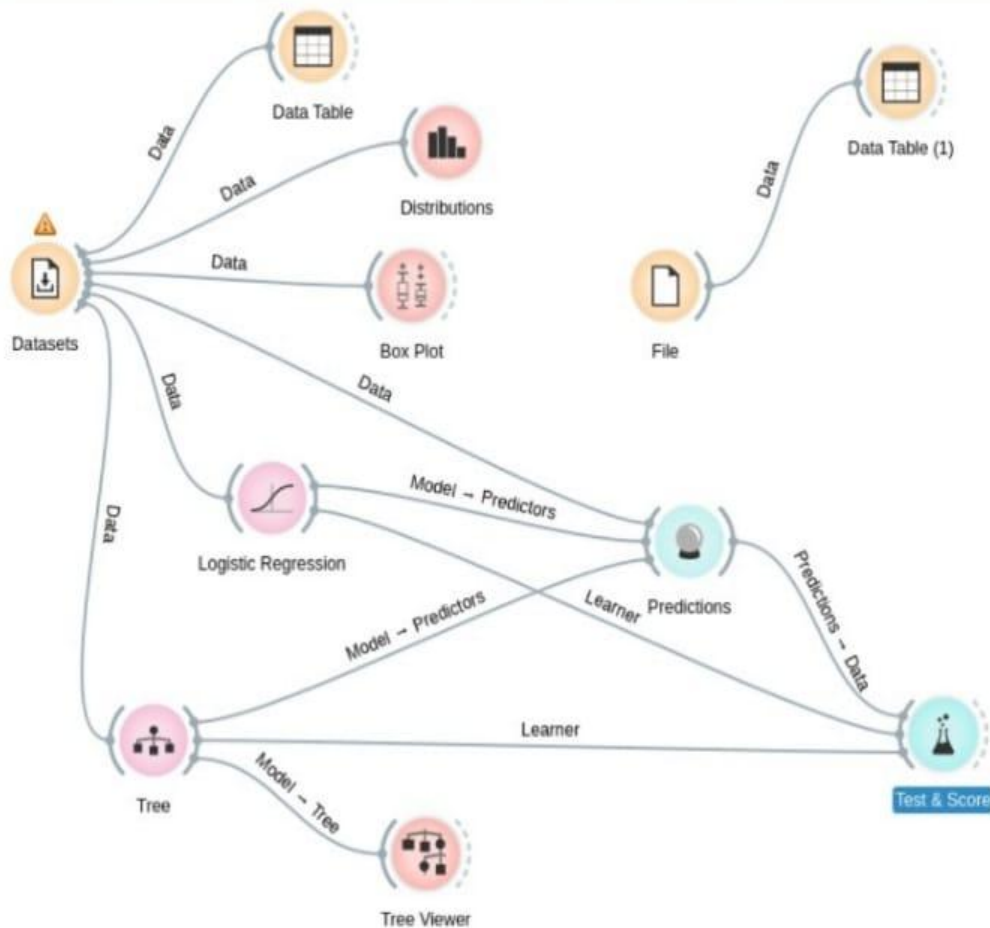 Data Table
Data
Data Table (1)
Data
Distributions
Data
Data
Datasets
Box Plot
File
Data
Data
Data
Model → Predictors
Logistic Regression
Predictions
Learner
Model → Predictors
Predictions → Data
Learner
Tree
Model → Tree
Test & Score
Tree Viewer